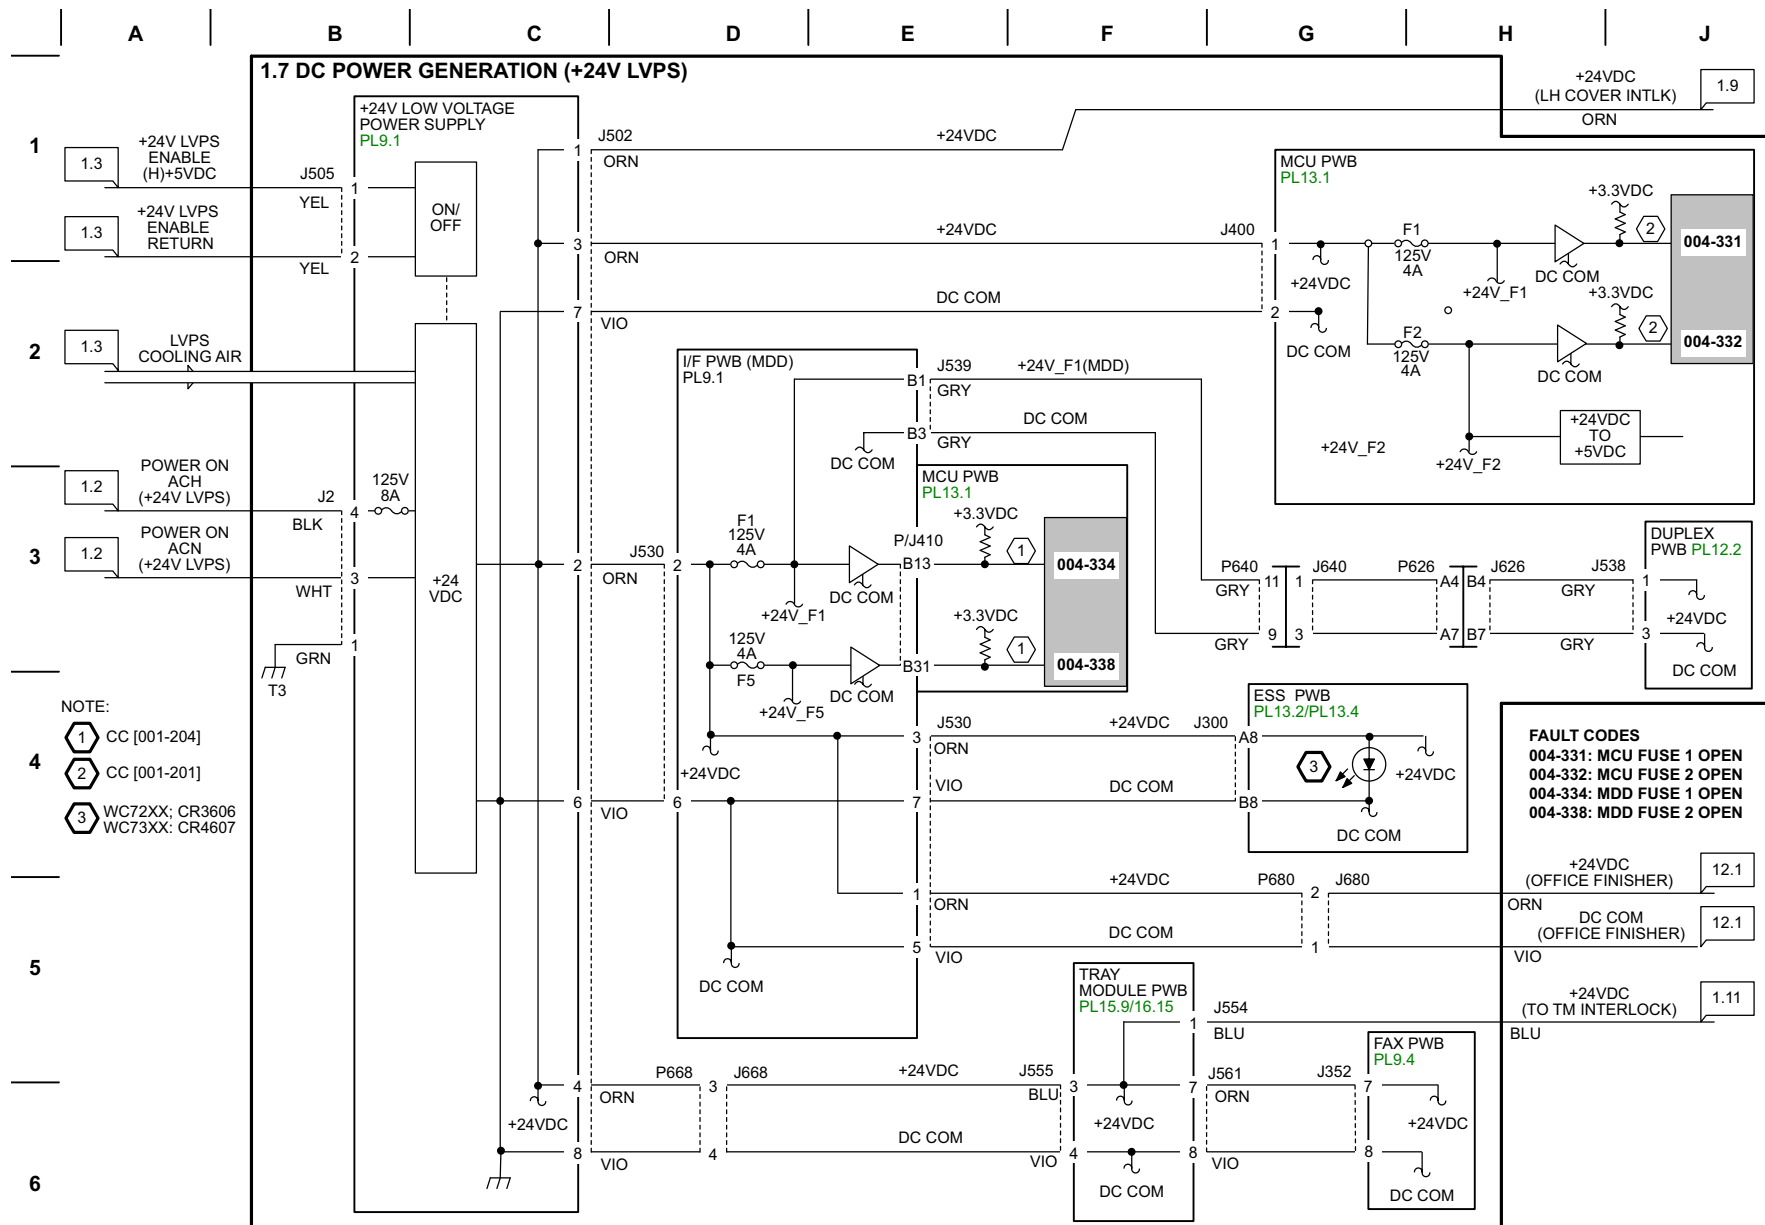 A B C D E F G H J
1.7 DC POWER GENERATION (+24V LVPS)
1
2
3
4
5
6
+24VDC
(LH COVER INTLK)
1.9
ORN
+24V LOW VOLTAGE
POWER SUPPLY
PL9.1
1.3
+24V LVPS
ENABLE
(H)+5VDC
J505
1
YEL
1.3
+24V LVPS
ENABLE
RETURN
2
YEL
ON/
OFF
1
J502
ORN
+24VDC
3
ORN
+24VDC
J400
1
7
VIO
DC COM
2
MCU PWB
PL13.1
+24VDC
DC COM
F1
125V
4A
+24V_F1
DC COM
+3.3VDC
2
004-331
F2
125V
4A
+24V_F2
DC COM
+3.3VDC
2
004-332
+24V_F2
+24VDC
TO
+5VDC
1.3
LVPS
COOLING AIR
1.2
POWER ON
ACH
(+24V LVPS)
J2
BLK
4
125V
8A
1.2
POWER ON
ACN
(+24V LVPS)
WHT
3
GRN
1
T3
+24
VDC
I/F PWB (MDD)
PL9.1
B1
J539
GRY
+24V_F1(MDD)
B3
GRY
DC COM
DC COM
MCU PWB
PL13.1
2
ORN
J530
2
F1
125V
4A
+24V_F1
DC COM
P/J410
B13
+3.3VDC
1
004-334
125V
4A
F5
+24V_F5
DC COM
B31
+3.3VDC
1
004-338
P640
GRY
11
1
J640
P626
A4
B4
J626
GRY
J538
1
GRY
9
3
A7
B7
GRY
3
DUPLEX
PWB PL12.2
+24VDC
DC COM
NOTE:
1 CC [001-204]
2 CC [001-201]
3 WC72XX; CR3606
WC73XX: CR4607
+24VDC
3
J530
ORN
+24VDC
J300
A8
6
VIO
6
7
VIO
DC COM
B8
ESS PWB
PL13.2/PL13.4
3
+24VDC
DC COM
FAULT CODES
004-331: MCU FUSE 1 OPEN
004-332: MCU FUSE 2 OPEN
004-334: MDD FUSE 1 OPEN
004-338: MDD FUSE 2 OPEN
1
ORN
+24VDC
P680
2
J680
+24VDC
(OFFICE FINISHER)
12.1
ORN
DC COM
5
VIO
DC COM
1
DC COM
(OFFICE FINISHER)
12.1
VIO
TRAY
MODULE PWB
PL15.9/16.15
1
J554
BLU
+24VDC
(TO TM INTERLOCK)
1.11
BLU
FAX PWB
PL9.4
+24VDC
4
ORN
P668
3
J668
+24VDC
J555
BLU
3
+24VDC
7
J561
ORN
J352
7
+24VDC
8
VIO
4
DC COM
VIO
4
DC COM
8
VIO
8
DC COM